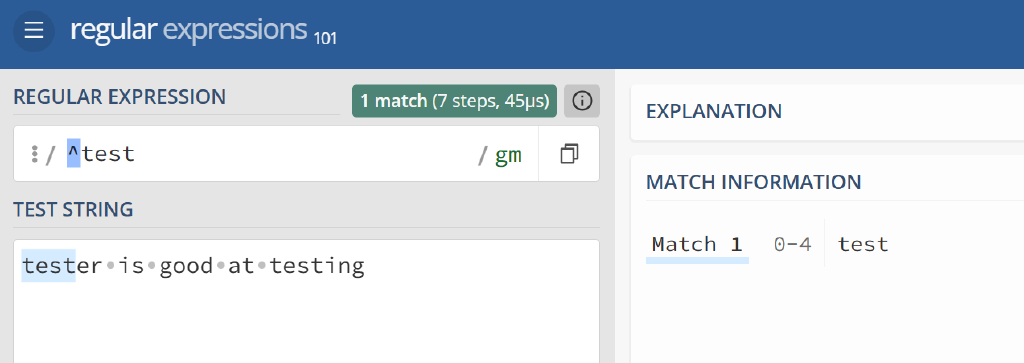 regular expressions 101
REGULAR EXPRESSION
1 match (7 steps, 45μs)
/ ^test / gm
TEST STRING
tester·is·good·at·testing
EXPLANATION
MATCH INFORMATION
Match 1 0-4 test